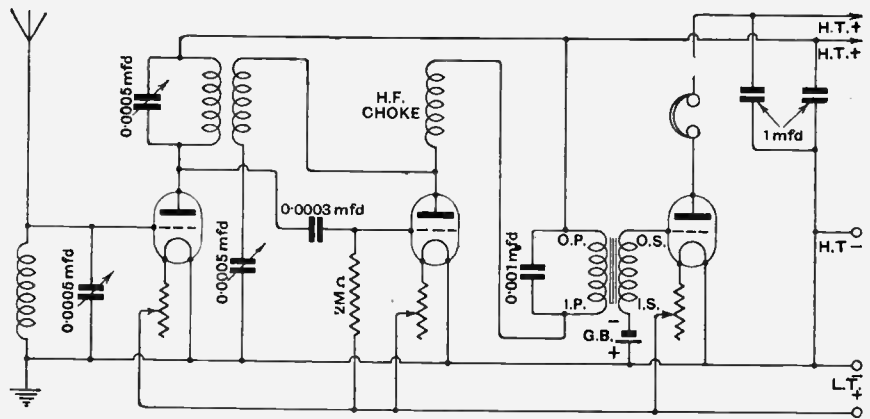 H.T.+
H.T.+
0·0005 mfd
H.F.
CHOKE
1 mfd
0·0003 mfd
0·0005 mfd
0·0005 mfd
2MΩ
0·001 mfd
O.P.
O.S.
I.P.
I.S.
H.T.-
-
G.B.
+
-
L.T.
+